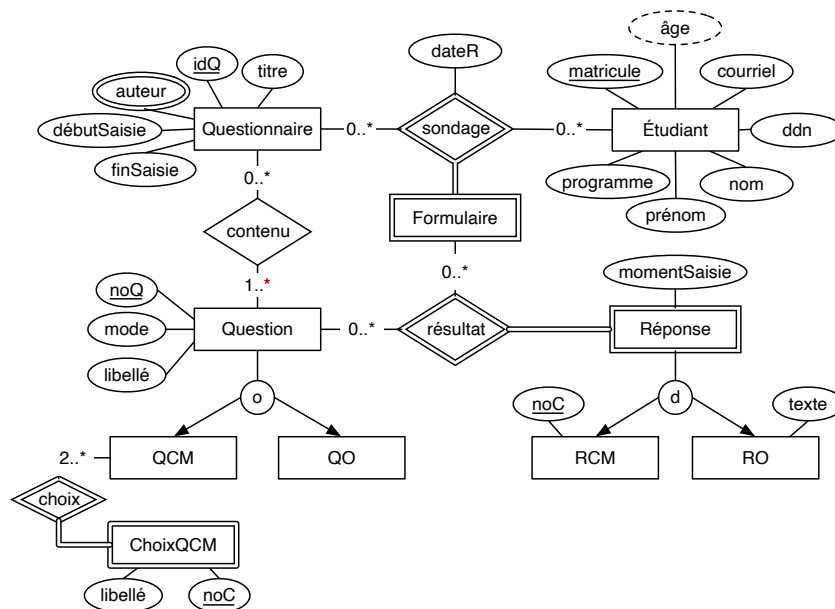 âge
dateR
idQ
titre
matricule
courriel
auteur
débutSaisie
Questionnaire
0..*
sondage
0..*
Étudiant
ddn
finSaisie
programme
nom
0..*
prénom
Formulaire
contenu
0..*
momentSaisie
1..*
noQ
mode
Question
0..*
résultat
Réponse
libellé
o
d
noC
texte
2..*
QCM
QO
RCM
RO
choix
ChoixQCM
libellé
noC